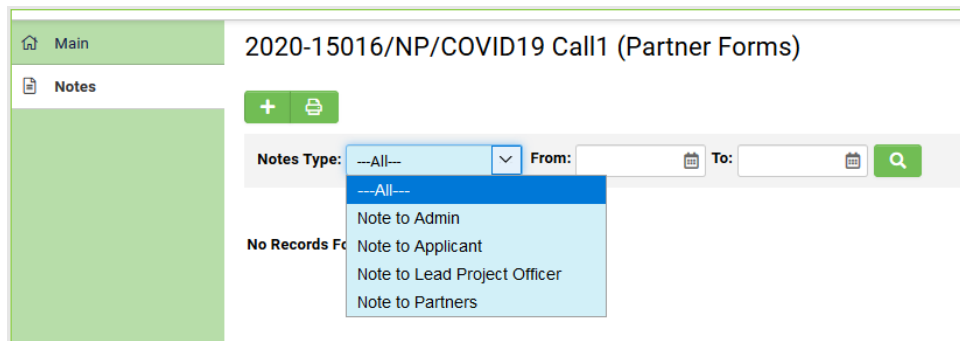 Main
Notes
2020-15016/NP/COVID19 Call1 (Partner Forms)
Notes Type: ---All--- From: To:
---All---
Note to Admin
Note to Applicant
Note to Lead Project Officer
Note to Partners
No Records Fo